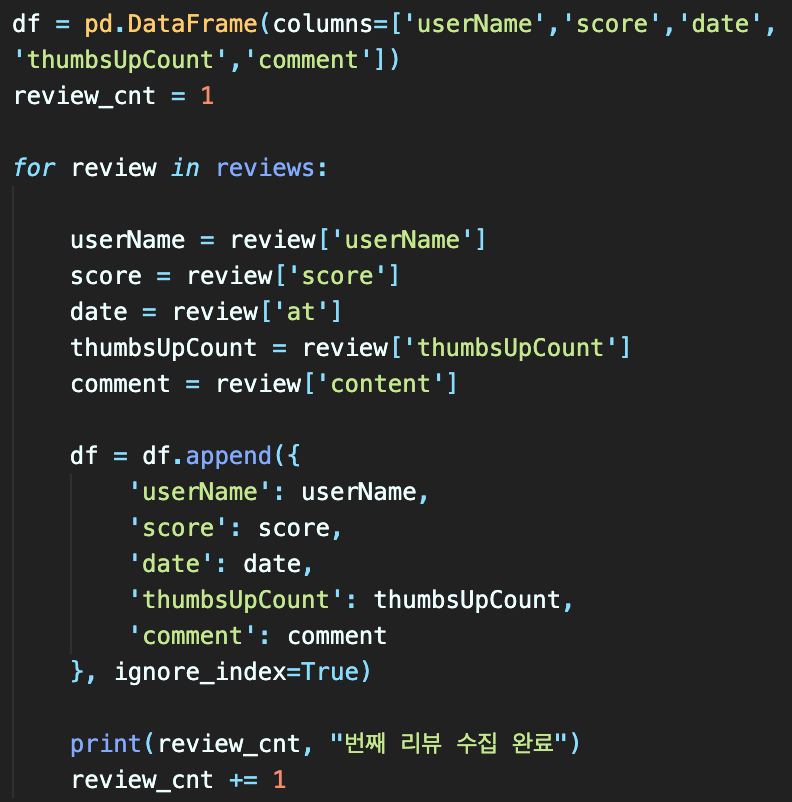 df = pd.DataFrame(columns=['userName','score','date',
'thumbsUpCount','comment'])
review_cnt = 1
for review in reviews:
userName = review['userName']
score = review['score']
date = review['at']
thumbsUpCount = review['thumbsUpCount']
comment = review['content']
df = df.append({
'userName': userName,
'score': score,
'date': date,
'thumbsUpCount': thumbsUpCount,
'comment': comment
}, ignore_index=True)
print(review_cnt, "번째 리뷰 수집 완료")
review_cnt += 1